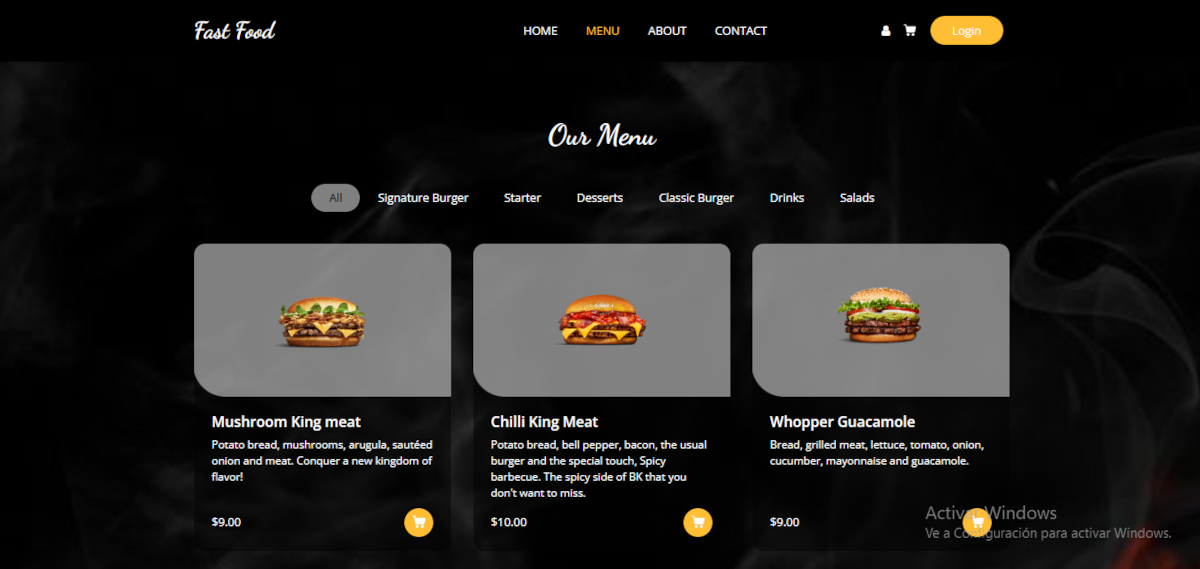 Fast Food
HOME MENU ABOUT CONTACT
Login
Our Menu
All Signature Burger Starter Desserts Classic Burger Drinks Salads
Mushroom King meat
Potato bread, mushrooms, arugula, sautéed
onion and meat. Conquer a new kingdom of
flavor!
$9.00
Chilli King Meat
Potato bread, bell pepper, bacon, the usual
burger and the special touch, Spicy
barbecue. The spicy side of BK that you
don't want to miss.
$10.00
Whopper Guacamole
Bread, grilled meat, lettuce, tomato, onion,
cucumber, mayonnaise and guacamole.
$9.00
Activar Windows
Ve a Configuración para activar Windows.